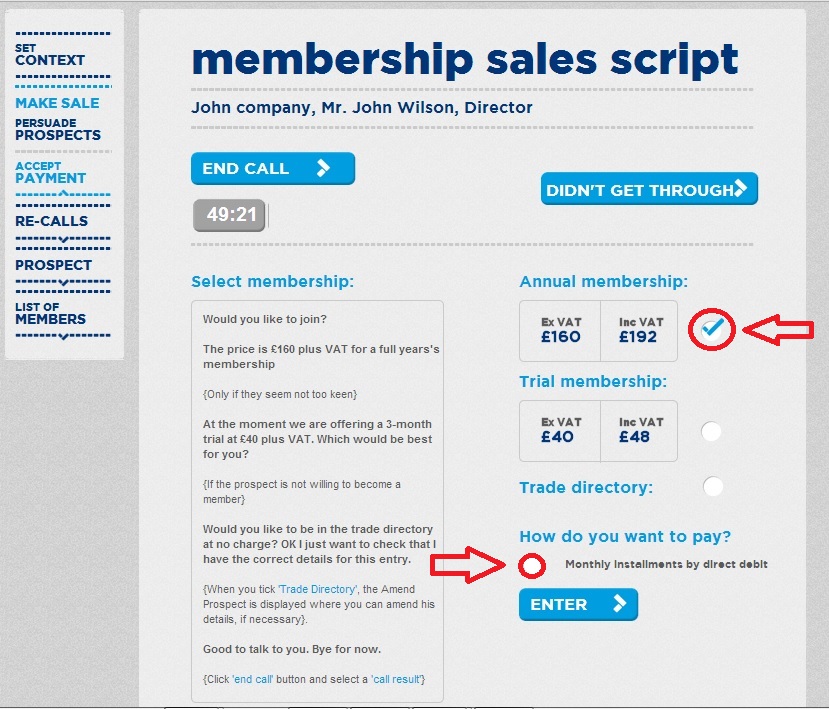 SET
CONTEXT
MAKE SALE
PERSUADE
PROSPECTS
ACCEPT
PAYMENT
RE-CALLS
PROSPECT
LIST OF
MEMBERS
membership sales script
John company, Mr. John Wilson, Director
END CALL
DIDN'T GET THROUGH
49:21
Select membership:
Would you like to join?
The price is £160 plus VAT for a full years's
membership
{Only if they seem not too keen}
At the moment we are offering a 3-month
trial at £40 plus VAT. Which would be best
for you?
{If the prospect is not willing to become a
member}
Would you like to be in the trade directory
at no charge? OK I just want to check that I
have the correct details for this entry.
{When you tick 'Trade Directory', the Amend
Prospect is displayed where you can amend his
details, if necessary}.
Good to talk to you. Bye for now.
{Click 'end call' button and select a 'call result'}
Annual membership:
Ex VAT Inc VAT
£160 £192
Trial membership:
Ex VAT Inc VAT
£40 £48
Trade directory:
How do you want to pay?
Monthly installments by direct debit
ENTER